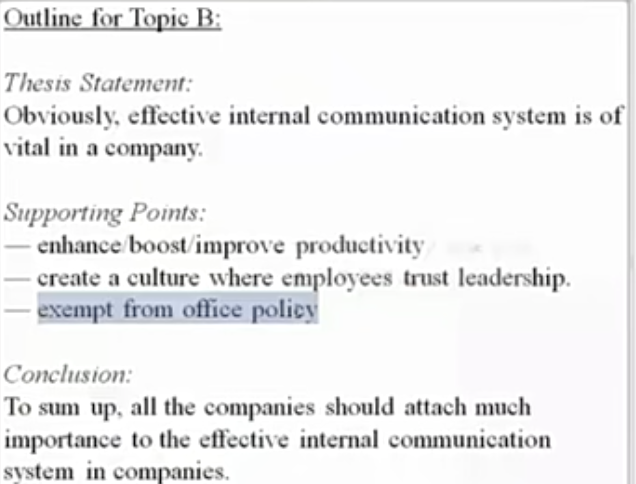 Outline for Topic B:
Thesis Statement:
Obviously, effective internal communication system is of
vital in a company.
Supporting Points:
— enhance/boost/improve productivity
— create a culture where employees trust leadership.
— exempt from office policy
Conclusion:
To sum up, all the companies should attach much
importance to the effective internal communication
system in companies.